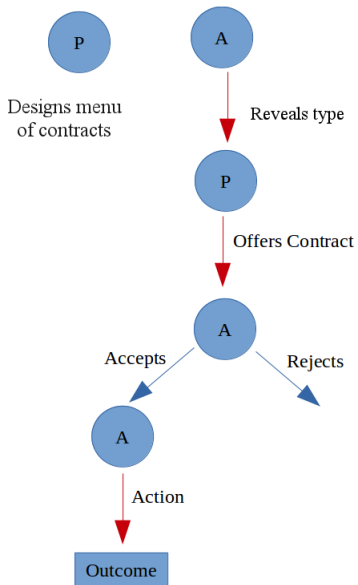 P
A
Designs menu
of contracts
Reveals type
P
Offers Contract
A
Accepts
Rejects
A
Action
Outcome